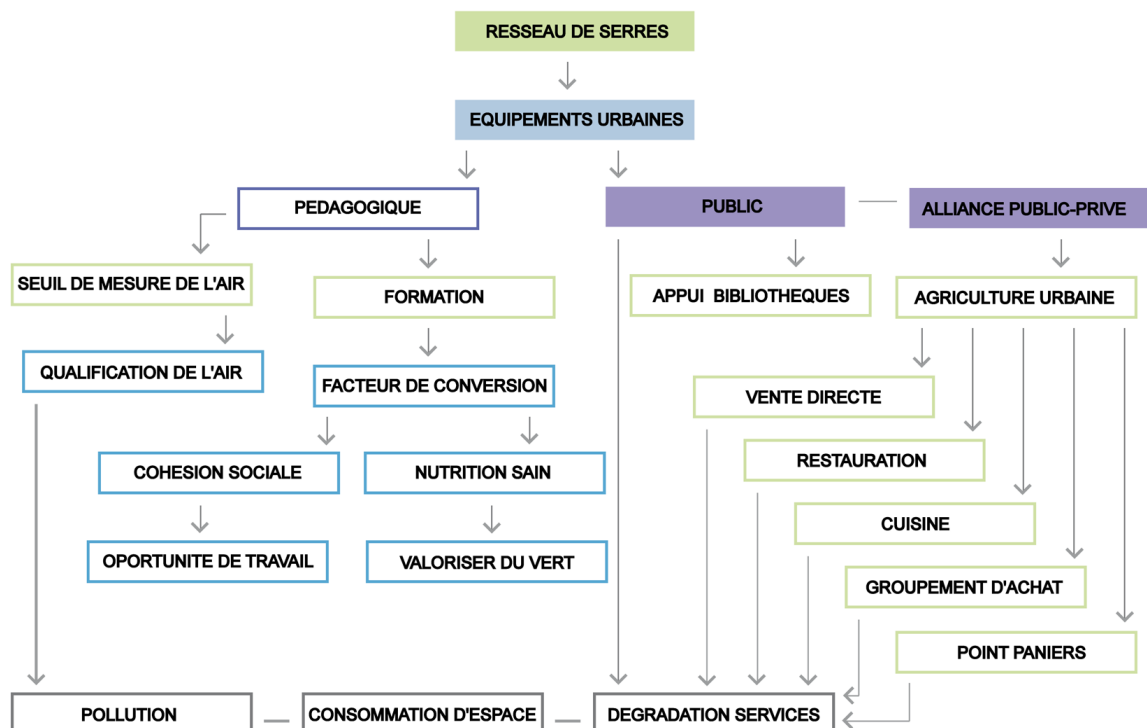 RESSEAU DE SERRES
EQUIPEMENTS URBAINES
PEDAGOGIQUE
PUBLIC
ALLIANCE PUBLIC-PRIVE
SEUIL DE MESURE DE L'AIR
FORMATION
APPUI BIBLIOTHEQUES
AGRICULTURE URBAINE
QUALIFICATION DE L'AIR
FACTEUR DE CONVERSION
VENTE DIRECTE
COHESION SOCIALE
NUTRITION SAIN
RESTAURATION
CUISINE
OPORTUNITE DE TRAVAIL
VALORISER DU VERT
GROUPEMENT D'ACHAT
POINT PANIERS
POLLUTION
CONSOMMATION D'ESPACE
DEGRADATION SERVICES